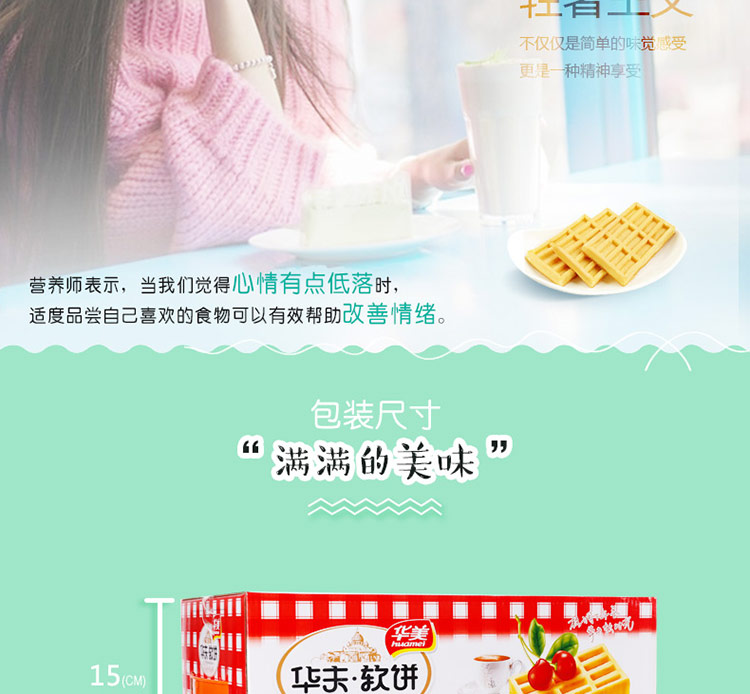 不仅仅是简单的味觉感受
更是一种精神享受
营养师表示，当我们觉得心情有点低落时，
适度品尝自己喜欢的食物可以有效帮助改善情绪。
包装尺寸
“满满的美味”
华美
huamei
华夫·软饼
15(CM)